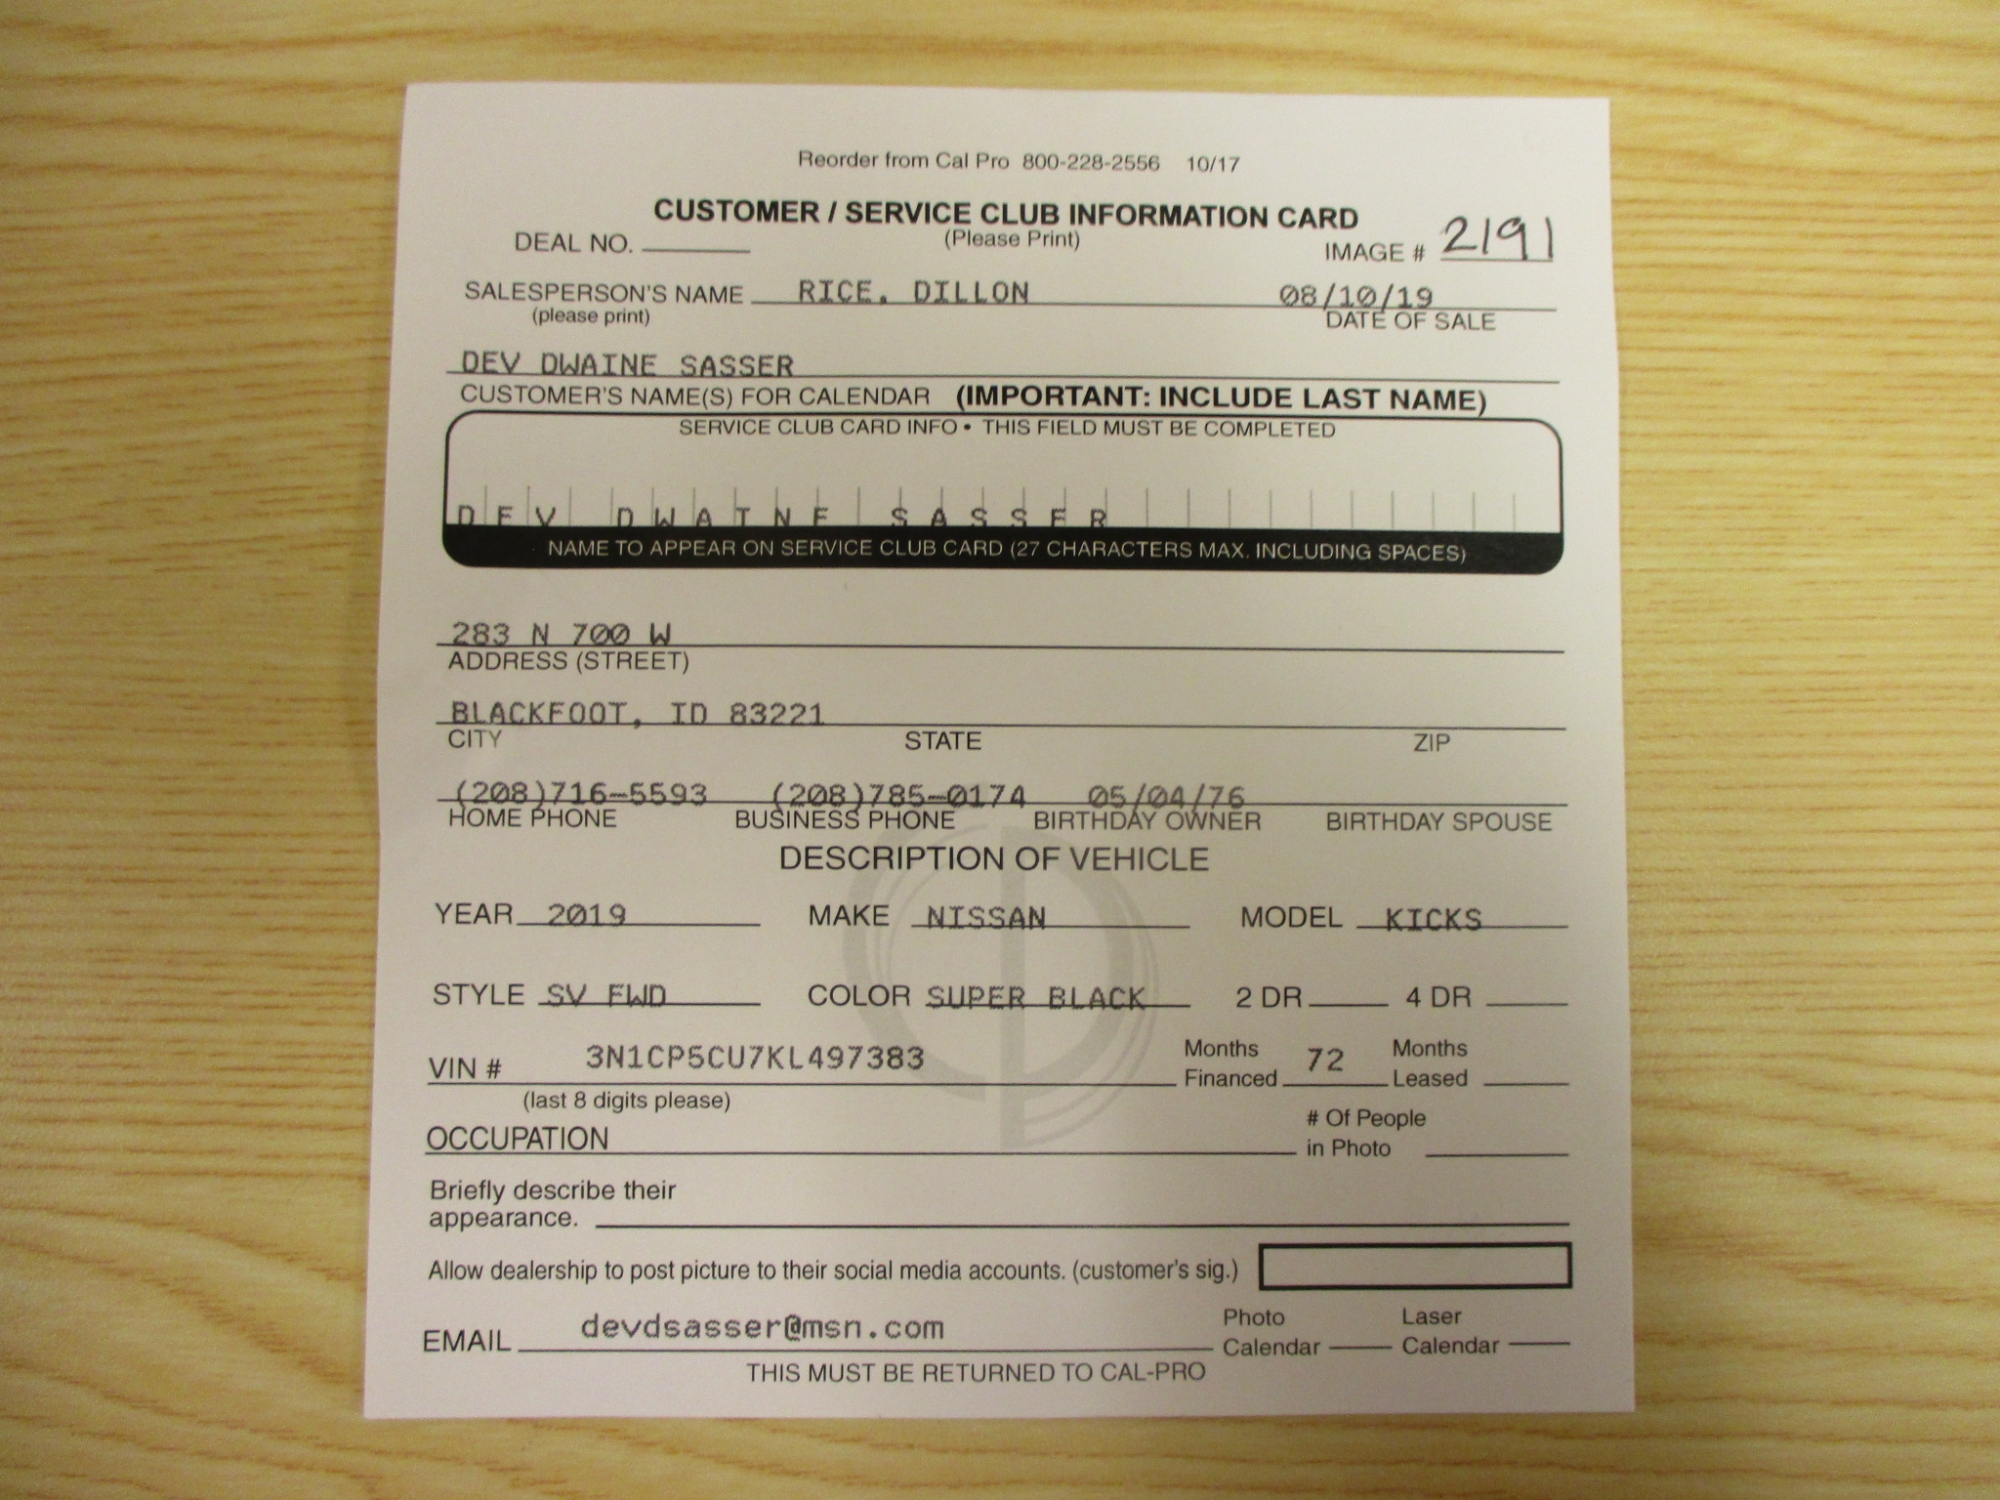 Reorder from Cal Pro 800-228-2556 10/17
CUSTOMER / SERVICE CLUB INFORMATION CARD
DEAL NO. (Please Print) IMAGE # 2191
SALESPERSON'S NAME RICE, DILLON 08/10/19
(please print) DATE OF SALE
DEV DWAINE SASSER
CUSTOMER'S NAME(S) FOR CALENDAR (IMPORTANT: INCLUDE LAST NAME)
SERVICE CLUB CARD INFO • THIS FIELD MUST BE COMPLETED
DEV DWAINE SASSER
NAME TO APPEAR ON SERVICE CLUB CARD (27 CHARACTERS MAX. INCLUDING SPACES)
283 N 700 W
ADDRESS (STREET)
BLACKFOOT, ID 83221
CITY STATE ZIP
(208)716-5593 (208)785-0174 05/04/76
HOME PHONE BUSINESS PHONE BIRTHDAY OWNER BIRTHDAY SPOUSE
DESCRIPTION OF VEHICLE
YEAR 2019 MAKE NISSAN MODEL KICKS
STYLE SV FWD COLOR SUPER BLACK 2 DR 4 DR
VIN # 3N1CP5CU7KL497383 Months Financed 72 Months Leased
(last 8 digits please)
OCCUPATION # Of People in Photo
Briefly describe their
appearance.
Allow dealership to post picture to their social media accounts. (customer's sig.)
EMAIL devdsasser@msn.com Photo Calendar Laser Calendar
THIS MUST BE RETURNED TO CAL-PRO